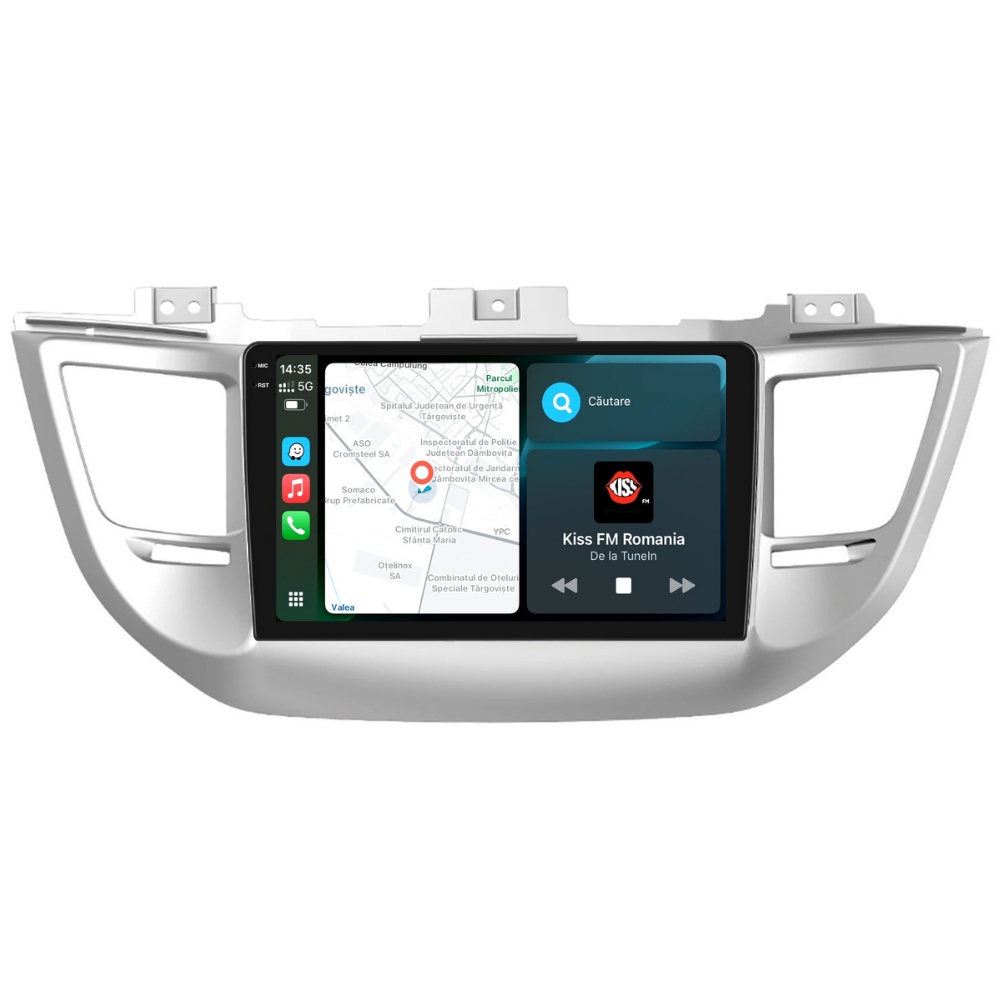 MIC
RST
14:35
5G
Câmpulung
goviște
Parcul
Mitropoliei
Spitalul Județean de Urgență
Târgoviște
met 2
ASO
Cromsteel SA
Inspectoratul de Poliție
Județean Dâmbovița
ectoratul de Jandarm
Dâmbovița Mircea ce
Somaco
Grup Prefabricate
Cimitirul Catolic
Sfânta Maria
YPC
Oțelinox
SA
Combinatul de Oțeluri
Speciale Târgoviște
Valea
Căutare
KISS
FM
Kiss FM Romania
De la TuneIn